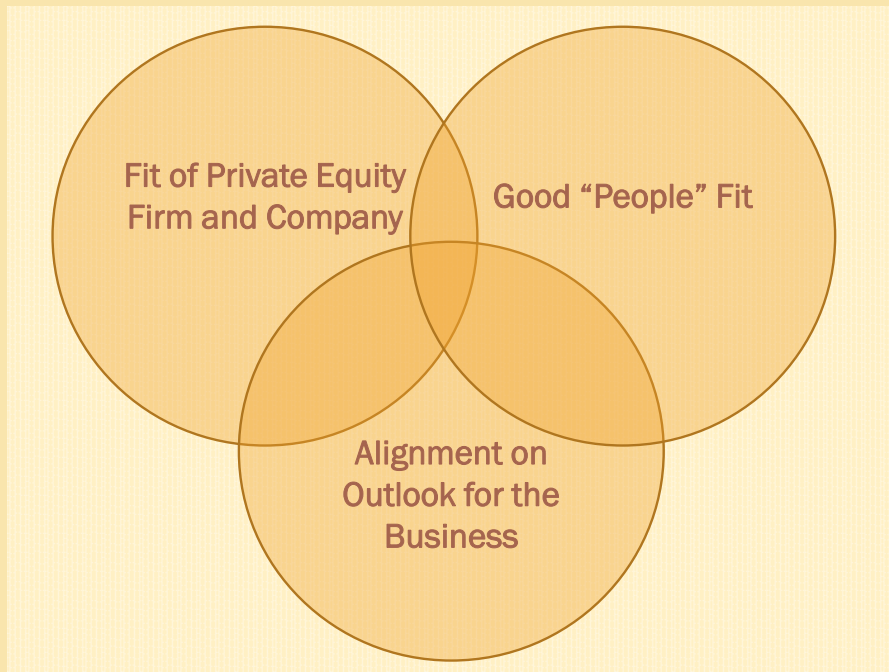 Fit of Private Equity
Firm and Company
Good “People” Fit
Alignment on
Outlook for the
Business